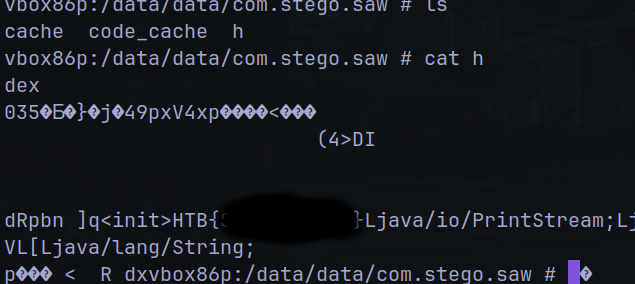 vbox86p:/data/data/com.stego.saw # ls
cache code_cache h
vbox86p:/data/data/com.stego.saw # cat h
dex
035�Б�}�j�49pxV4xp����<���
(4>DI
dRpbn ]q<init>HTB{ }Ljava/io/PrintStream;Lj
VL[Ljava/lang/String;
p��� < R dxvbox86p:/data/data/com.stego.saw # �